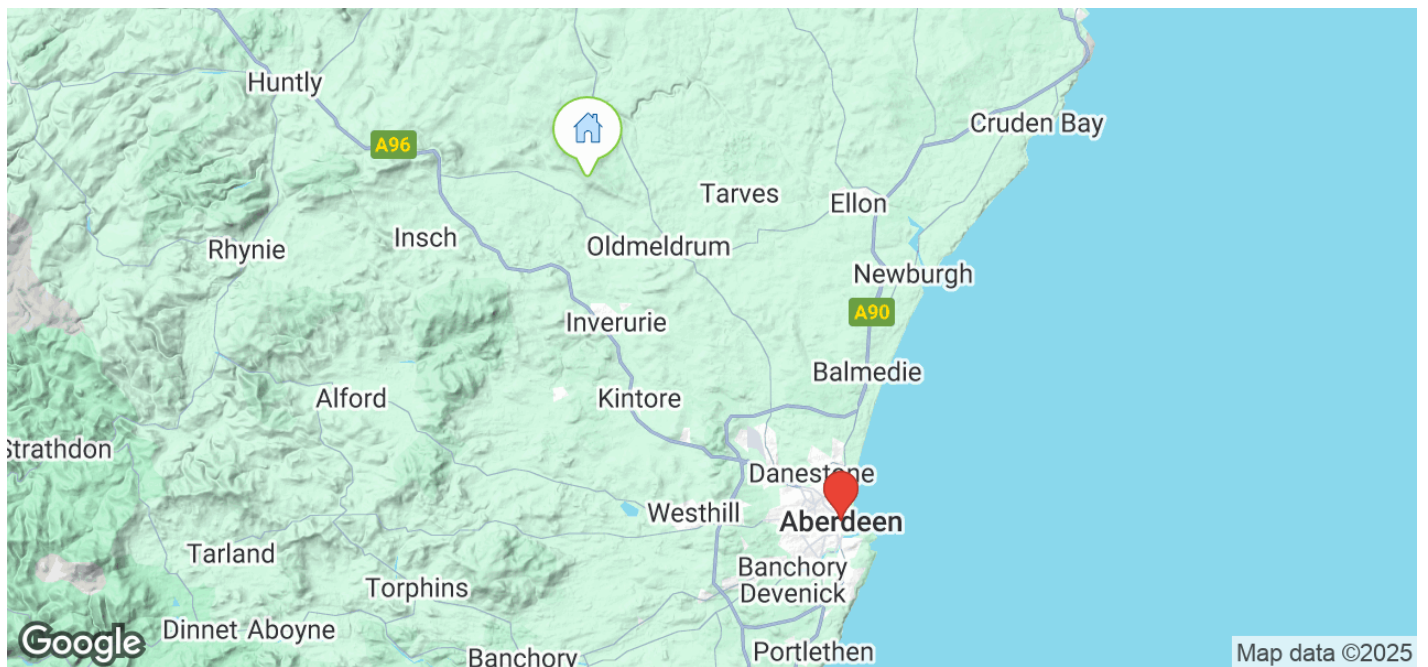 Huntly
Cruden Bay
A96
Tarves
Ellon
Insch
Rhynie
Oldmeldrum
Newburgh
A90
Inverurie
Balmedie
Alford
Kintore
Strathdon
Danestone
Westhill
Aberdeen
Tarland
Banchory
Devenick
Torphins
Dinnet
Aboyne
Banchory
Portlethen
Google
Map data ©2025